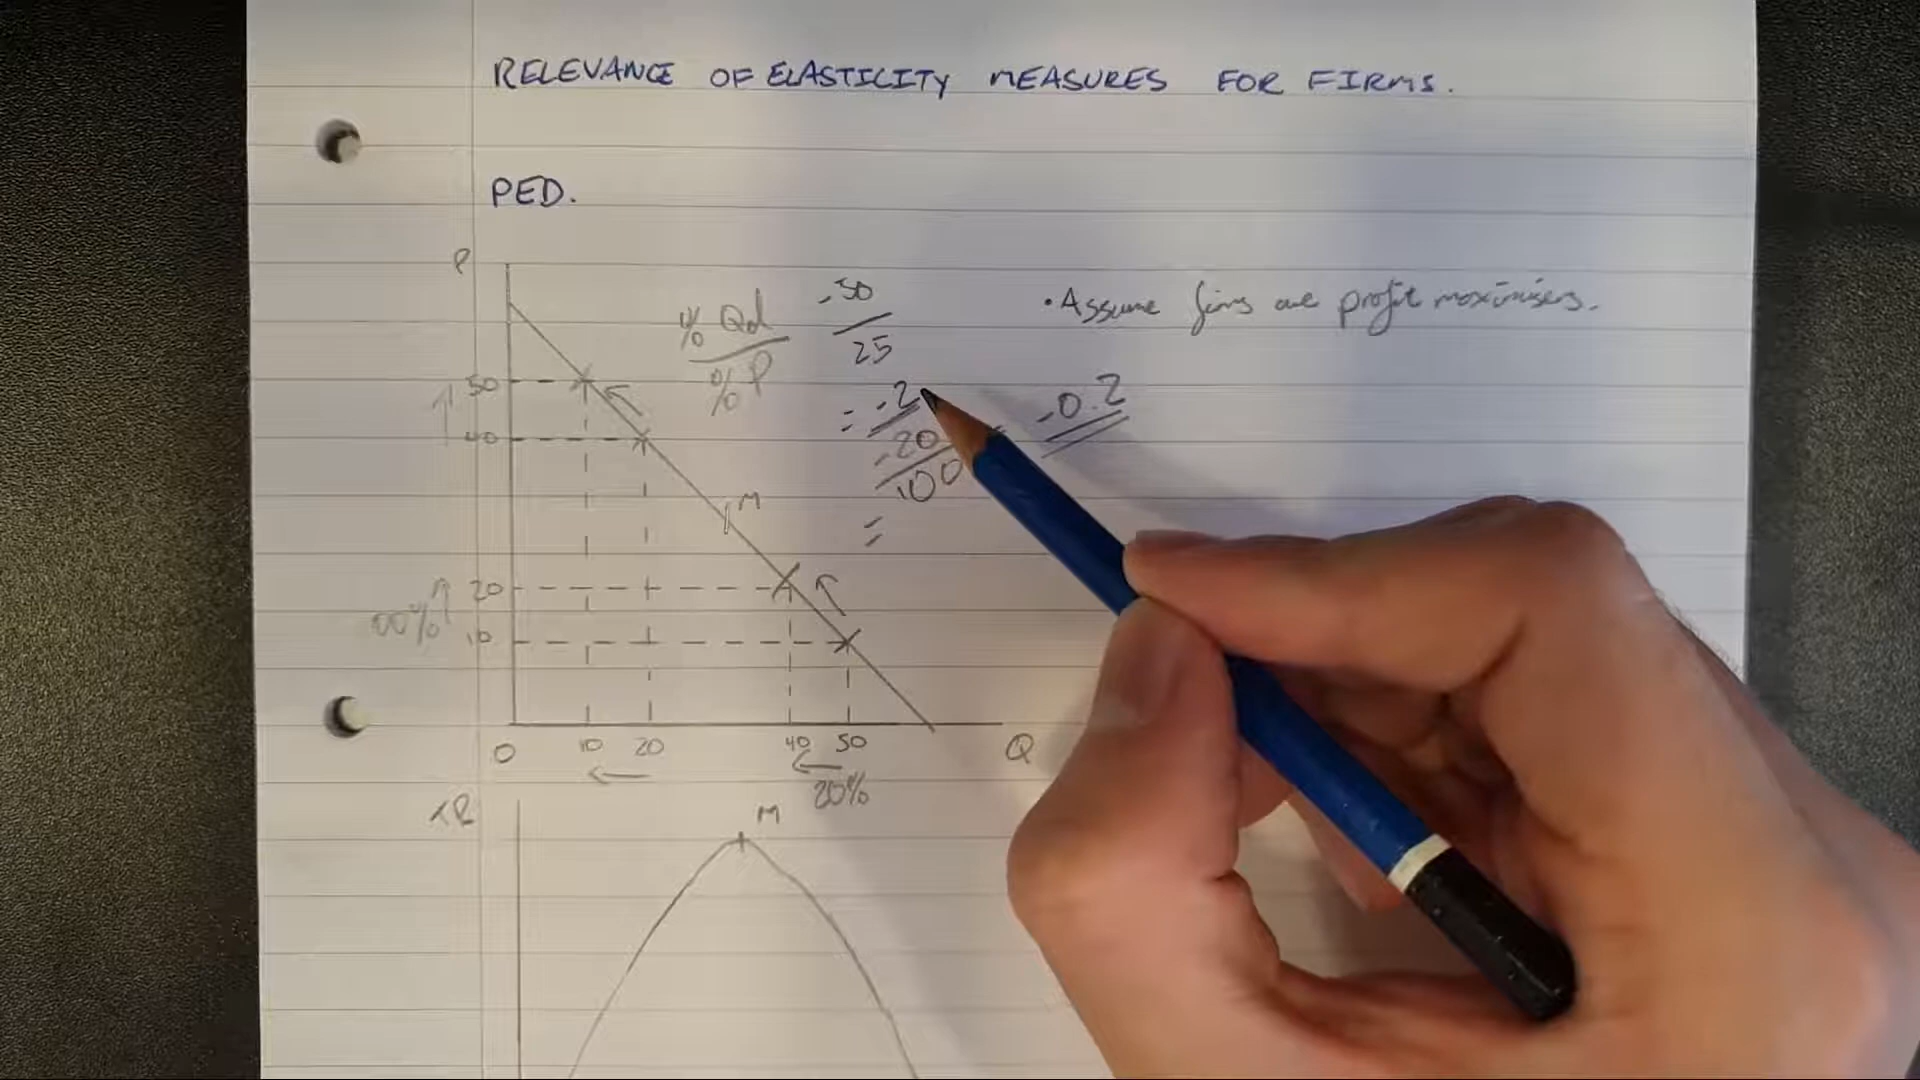 RELEVANCE OF ELASTICITY MEASURES FOR FIRMS.
PED.
P
% Qd
% P
-50
25
= -2
-20
100
=
-0.2
• Assume firms are profit maximisers.
50
40
M
20
10
00%
0
10 20 40 50 Q
20%
M